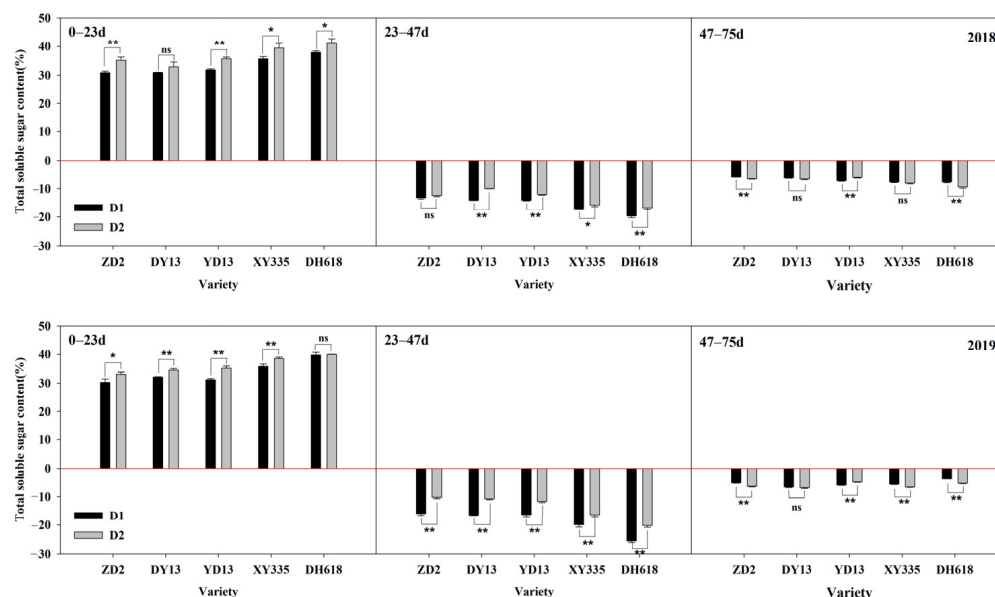 Total soluble sugar content(%)
50
40
30
20
10
0
−10
−20
−30
0−23d
23−47d
47−75d
2018
** ns ** * *
ns ** ** * **
** ns ** ns **
D1
D2
ZD2 DY13 YD13 XY335 DH618
ZD2 DY13 YD13 XY335 DH618
ZD2 DY13 YD13 XY335 DH618
Variety
Variety
Variety
Total soluble sugar content(%)
50
40
30
20
10
0
−10
−20
−30
0−23d
23−47d
47−75d
2019
* ** ** ** ns
** ** ** ** **
** ns ** ** **
D1
D2
ZD2 DY13 YD13 XY335 DH618
ZD2 DY13 YD13 XY335 DH618
ZD2 DY13 YD13 XY335 DH618
Variety
Variety
Variety